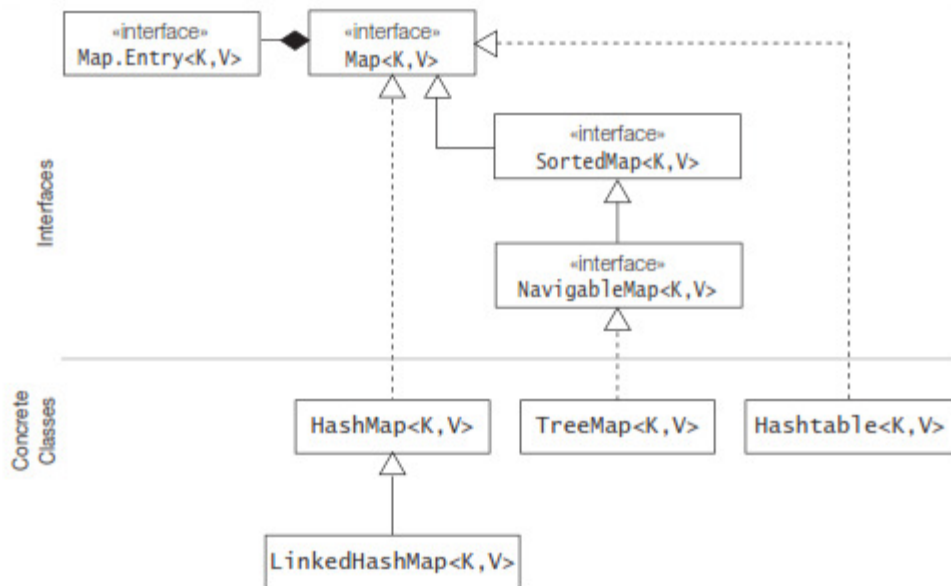 «interface»
Map.Entry<K,V>
«interface»
Map<K,V>
«interface»
SortedMap<K,V>
«interface»
NavigableMap<K,V>
Interfaces
Concrete
Classes
HashMap<K,V>
TreeMap<K,V>
Hashtable<K,V>
LinkedHashMap<K,V>